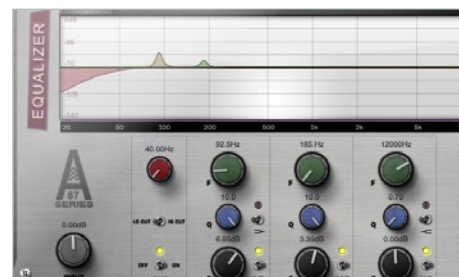 EQUALIZER
20 50 100 200 500 1k 2k 5k
40.00Hz 92.5Hz 185.Hz 12000Hz
A
87
SERIES
F F F
10.0 10.0 0.70
LO CUT HI CUT
Q Q Q
0.00dB
6.95dB 3.35dB 0.00dB
OFF ON